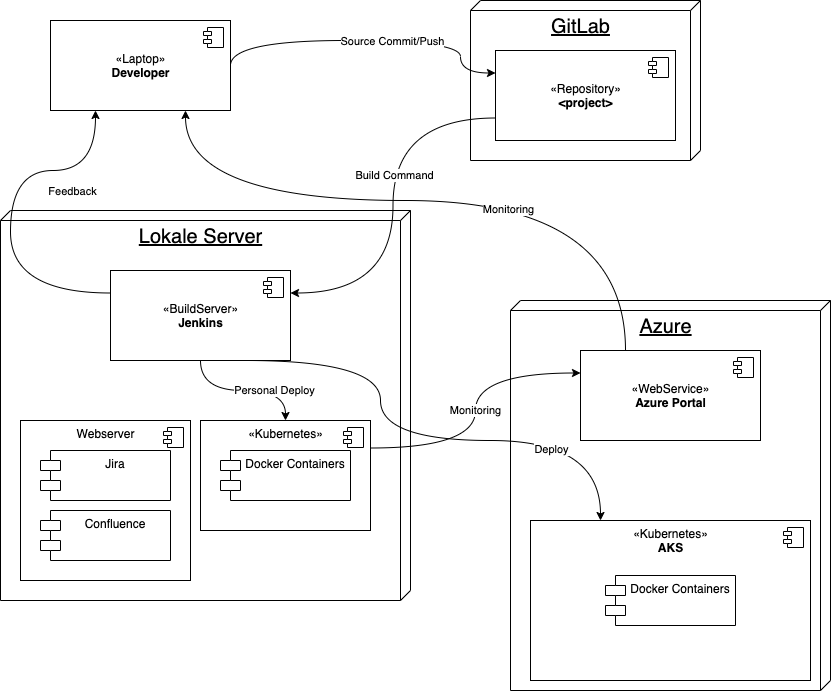 GitLab
«Laptop»
Developer
Source Commit/Push
«Repository»
<project>
Build Command
Feedback
Monitoring
Lokale Server
«BuildServer»
Jenkins
Azure
«WebService»
Azure Portal
Personal Deploy
Monitoring
Webserver
Jira
Confluence
«Kubernetes»
Docker Containers
Deploy
«Kubernetes»
AKS
Docker Containers